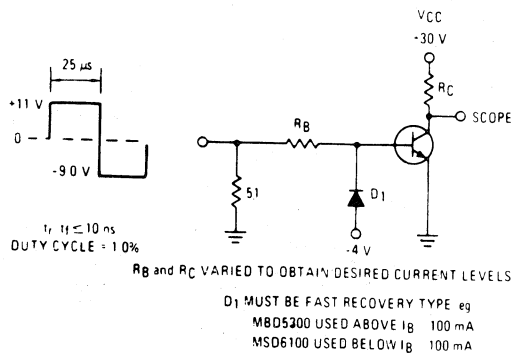 VCC
-30 V
25 µs
RC
+11 V
SCOPE
RB
0
-9.0 V
51
D1
-4 V
tr, tf ≤ 10 ns
DUTY CYCLE = 1.0%
RB and RC VARIED TO OBTAIN DESIRED CURRENT LEVELS
D1 MUST BE FAST RECOVERY TYPE eg
MBD5300 USED ABOVE IB 100 mA
MSD6100 USED BELOW IB 100 mA